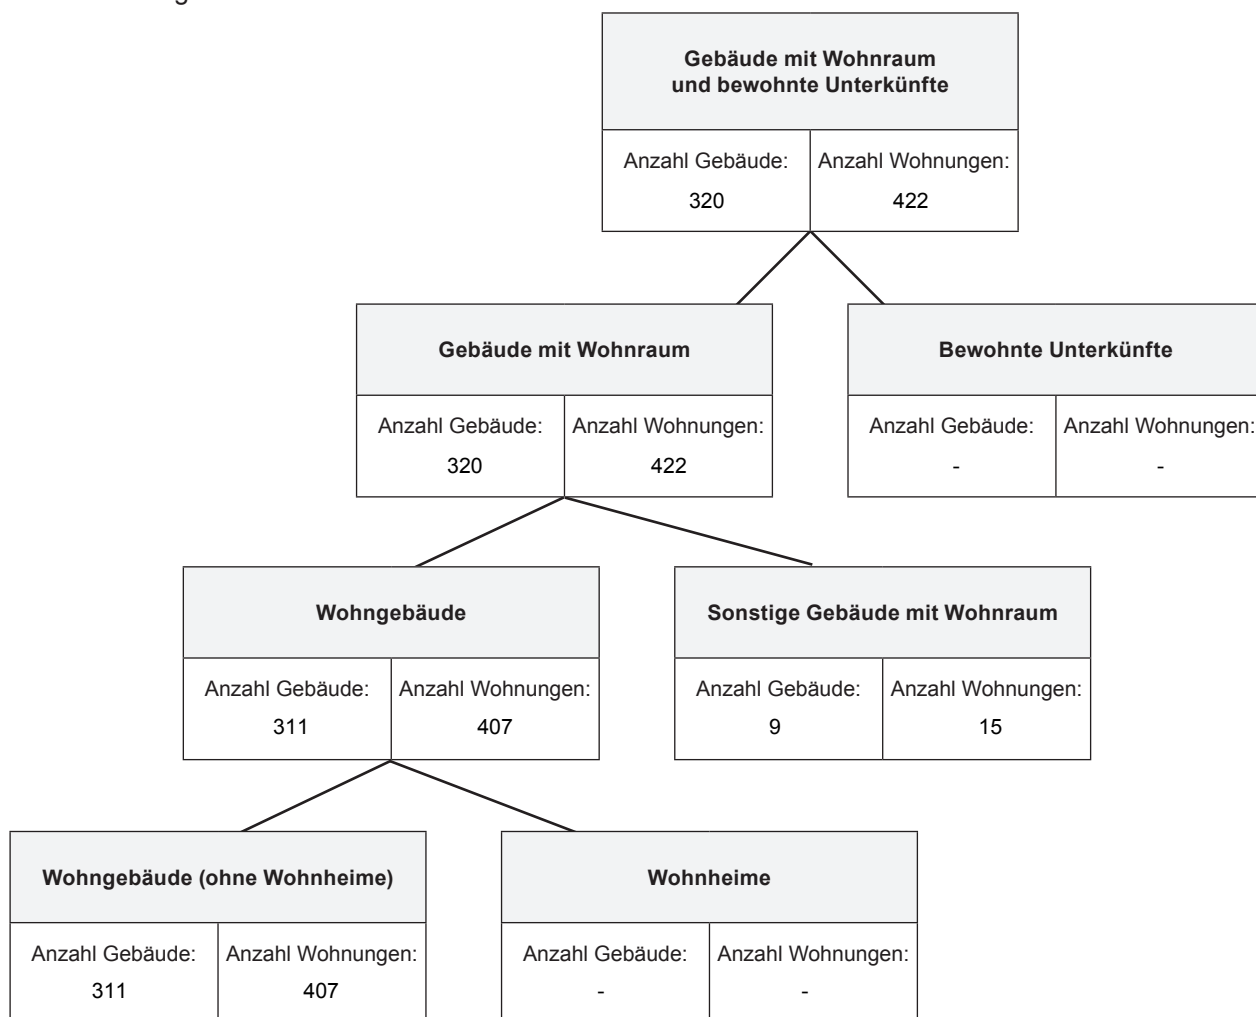 Gebäude mit Wohnraum
und bewohnte Unterkünfte
Anzahl Gebäude: Anzahl Wohnungen:
320 422
Gebäude mit Wohnraum
Anzahl Gebäude: Anzahl Wohnungen:
320 422
Bewohnte Unterkünfte
Anzahl Gebäude: Anzahl Wohnungen:
- -
Wohngebäude
Anzahl Gebäude: Anzahl Wohnungen:
311 407
Sonstige Gebäude mit Wohnraum
Anzahl Gebäude: Anzahl Wohnungen:
9 15
Wohngebäude (ohne Wohnheime)
Anzahl Gebäude: Anzahl Wohnungen:
311 407
Wohnheime
Anzahl Gebäude: Anzahl Wohnungen:
- -